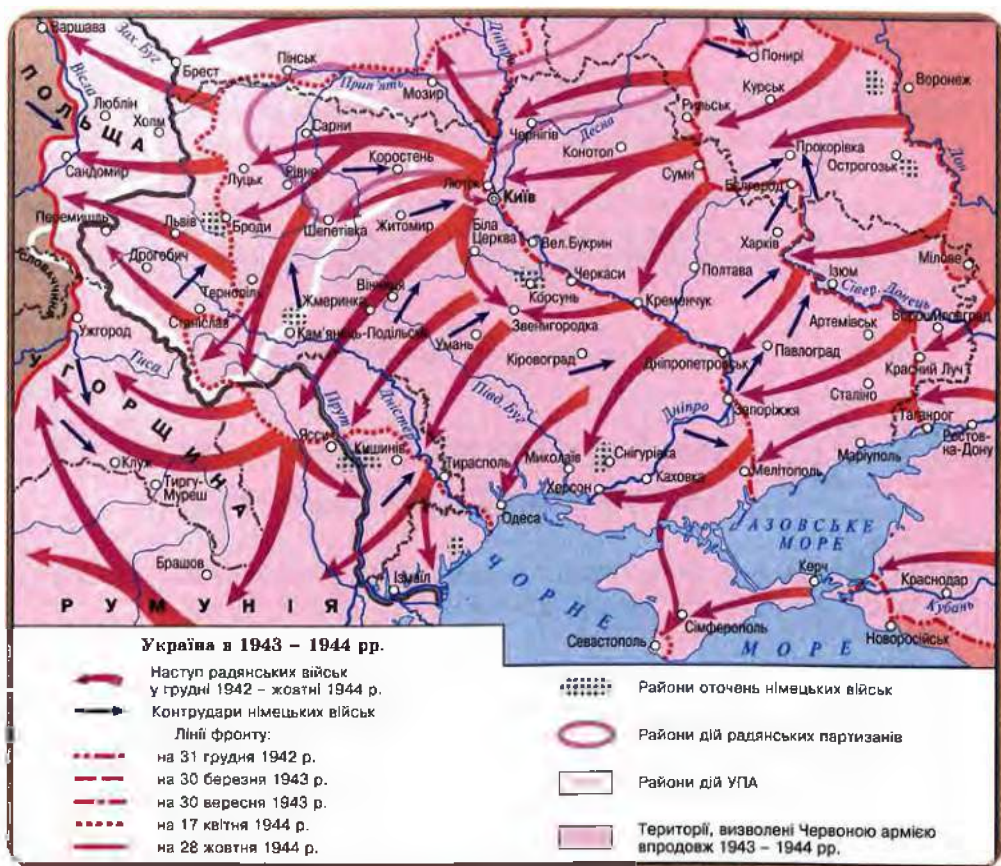 Варшава
Зах. Буг
Вісла
Брест
Пінськ
Прип'ять
Мозир
Дніпро
Понирі
Воронеж
Курськ
Рильськ
ПОЛЬЩА
Люблін
Холм
Сарни
Чернігів
Десна
Конотоп
Прохорівка
Острогозьк
Дон
Сандомир
Луцьк
Рівне
Коростень
Лютіж
Київ
Суми
Бєлгород
Перемишль
Львів
Броди
Шепетівка
Житомир
Біла
Церква
Вел.Букрин
Харків
Мілове
Дрогобич
Тернопіль
Жмеринка
Вінниця
Корсунь
Черкаси
Полтава
Ізюм
Сівер. Донець
Ворошиловград
Ужгород
Станіслав
Кам'янець-Подільськ
Умань
Звенигородка
Кременчук
Артемівськ
Тиса
Кіровоград
Дніпропетровськ
Павлоград
Красний Луч
УГОРЩИНА
Прут
Дністер
Півд. Буг
Дніпро
Запоріжжя
Сталіно
Таганрог
Ростов-
на-Дону
Ясси
Кишинів
Клуж
Тиргу-
Муреш
Тирасполь
Миколаїв
Снігурівка
Херсон
Каховка
Мелітополь
Маріуполь
Одеса
АЗОВСЬКЕ
МОРЕ
Брашов
Ізмаїл
РУМУНІЯ
ЧОРНЕ
МОРЕ
Керч
Краснодар
Кубань
Сімферополь
Севастополь
Новоросійськ
Україна в 1943 – 1944 рр.
Наступ радянських військ
у грудні 1942 – жовтні 1944 р.
Контрудари німецьких військ
Лінії фронту:
на 31 грудня 1942 р.
на 30 березня 1943 р.
на 30 вересня 1943 р.
на 17 квітня 1944 р.
на 28 жовтня 1944 р.
Райони оточень німецьких військ
Райони дій радянських партизанів
Райони дій УПА
Території, визволені Червоною армією
впродовж 1943 – 1944 рр.